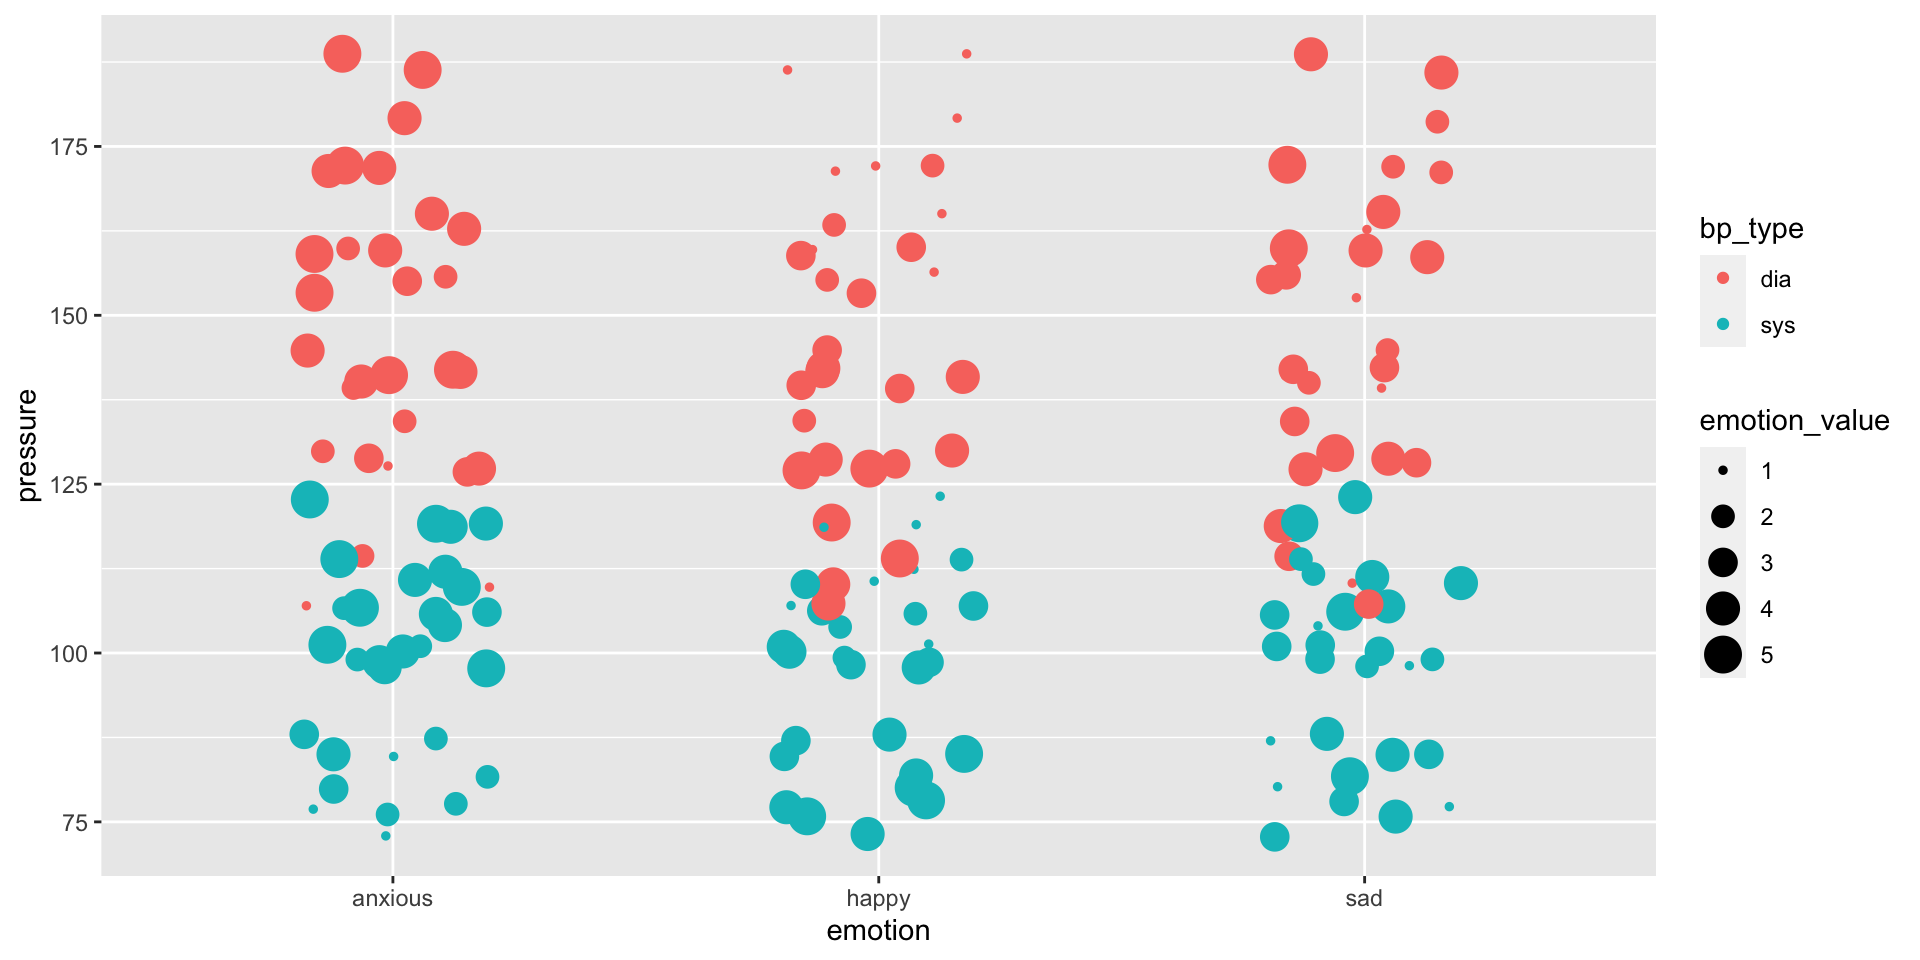 175
150
125
100
75
pressure
anxious
happy
sad
emotion
bp_type
dia
sys
emotion_value
1
2
3
4
5